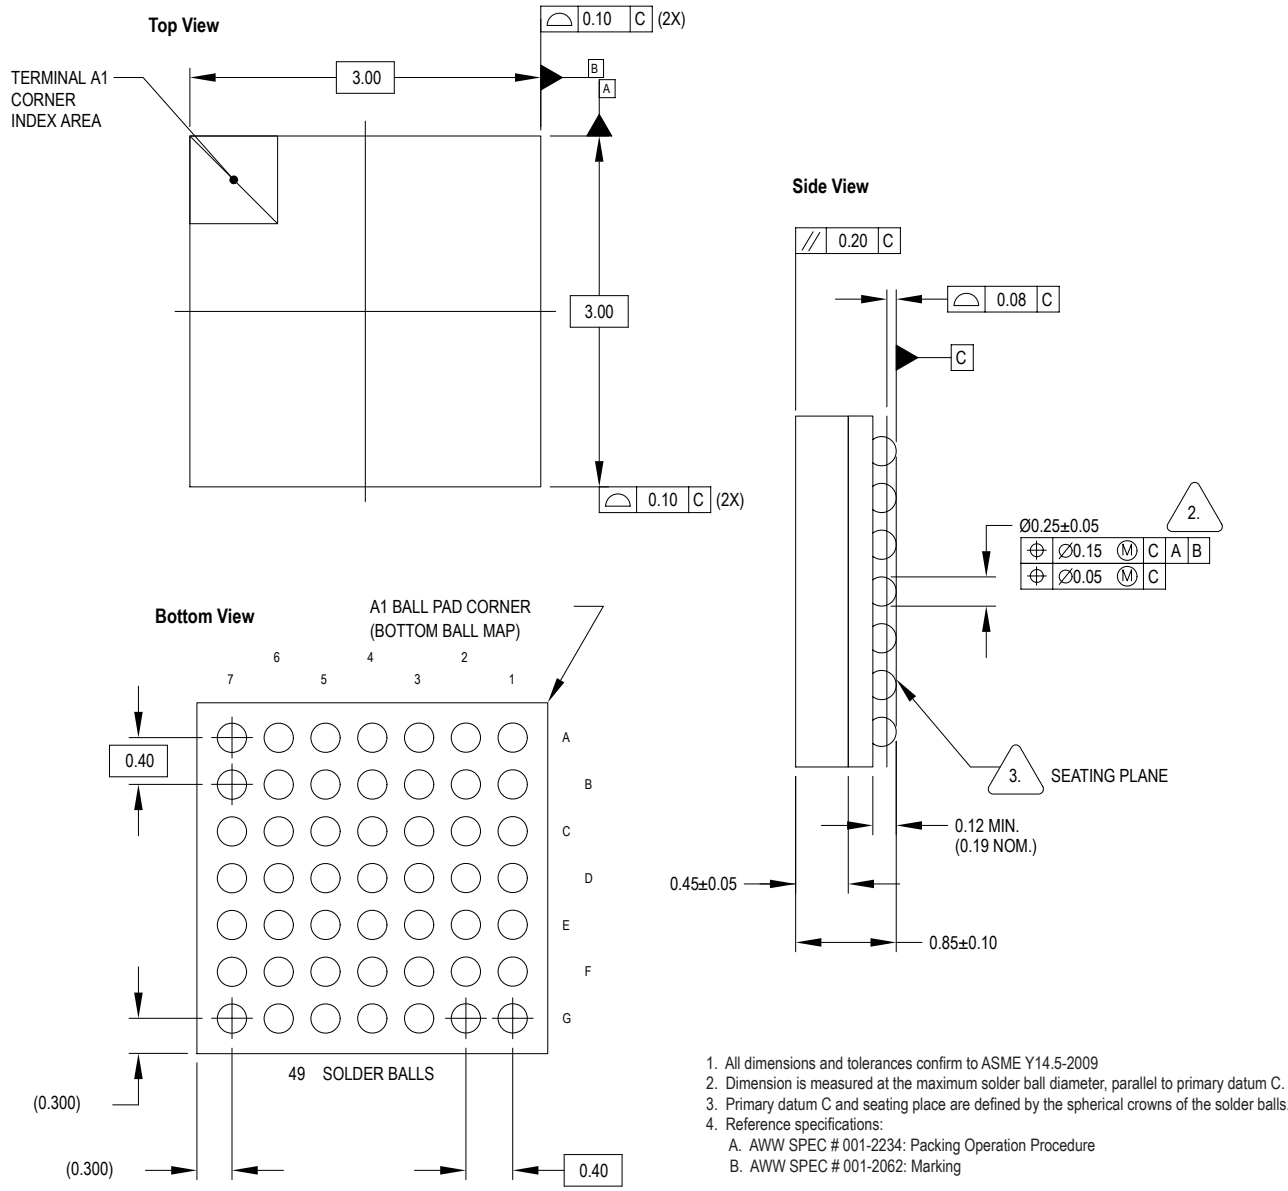 Top View
0.10 C (2X)
TERMINAL A1
CORNER
INDEX AREA
3.00
B
A
3.00
0.10 C (2X)
Side View
// 0.20 C
0.08 C
C
Ø0.25±0.05
2.
⌖ Ø0.15 Ⓜ C A B
⌖ Ø0.05 Ⓜ C
3. SEATING PLANE
0.12 MIN.
(0.19 NOM.)
0.45±0.05
0.85±0.10
Bottom View
A1 BALL PAD CORNER
(BOTTOM BALL MAP)
6 4 2
7 5 3 1
A
B
C
D
E
F
G
0.40
49 SOLDER BALLS
(0.300)
(0.300)
0.40
1. All dimensions and tolerances confirm to ASME Y14.5-2009
2. Dimension is measured at the maximum solder ball diameter, parallel to primary datum C.
3. Primary datum C and seating place are defined by the spherical crowns of the solder balls.
4. Reference specifications:
A. AWW SPEC # 001-2234: Packing Operation Procedure
B. AWW SPEC # 001-2062: Marking